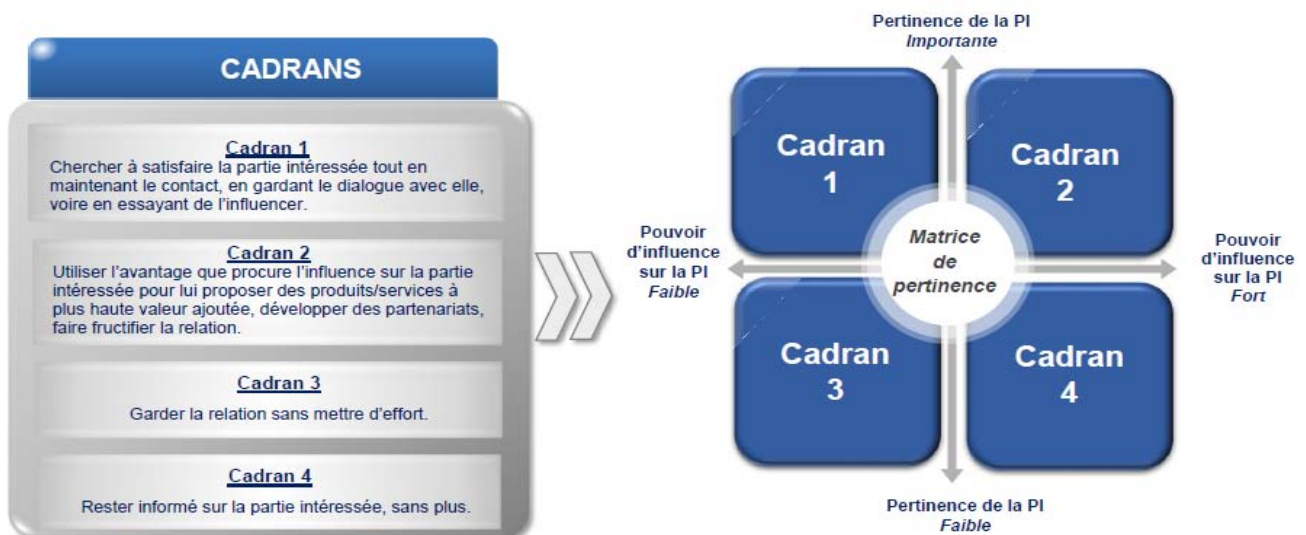 CADRANS
Cadran 1
Chercher à satisfaire la partie intéressée tout en
maintenant le contact, en gardant le dialogue avec elle,
voire en essayant de l’influencer.
Cadran 2
Utiliser l’avantage que procure l’influence sur la partie
intéressée pour lui proposer des produits/services à
plus haute valeur ajoutée, développer des partenariats,
faire fructifier la relation.
Cadran 3
Garder la relation sans mettre d’effort.
Cadran 4
Rester informé sur la partie intéressée, sans plus.
Pertinence de la PI
Importante
Cadran
1
Cadran
2
Pouvoir
d’influence
sur la PI
Faible
Matrice
de
pertinence
Pouvoir
d’influence
sur la PI
Fort
Cadran
3
Cadran
4
Pertinence de la PI
Faible